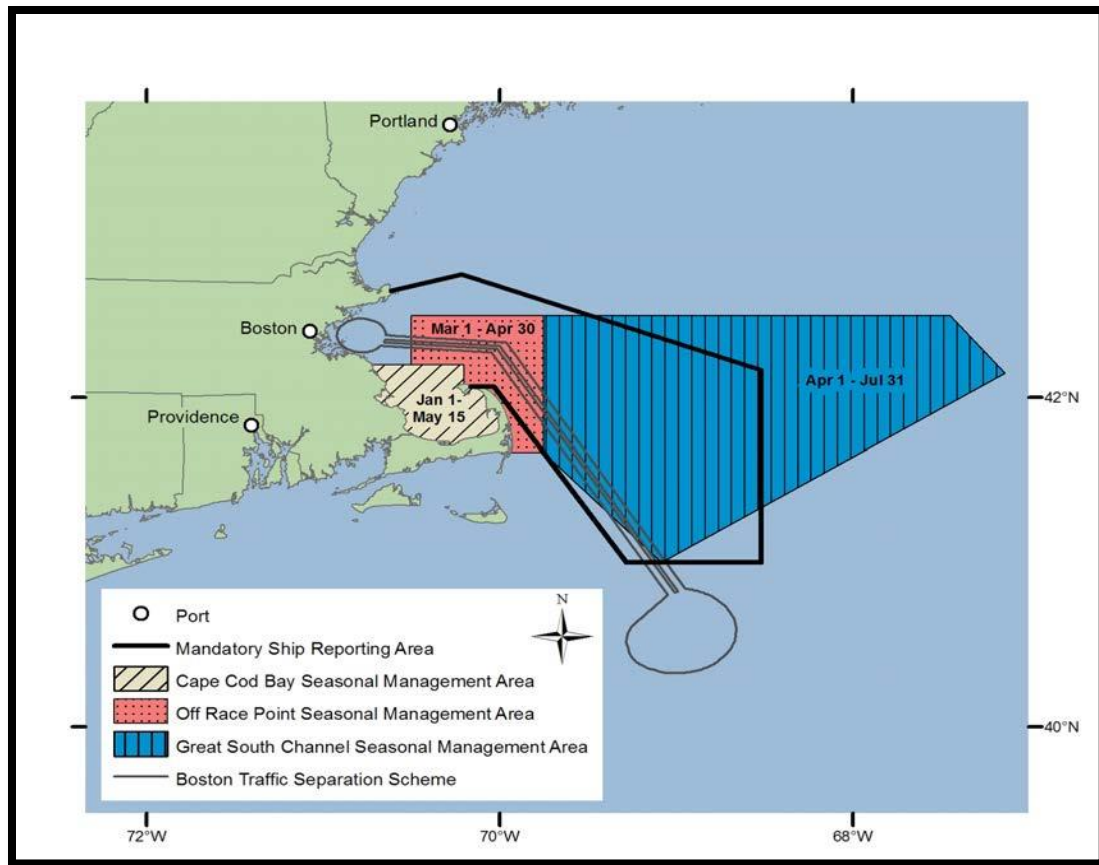 Portland
Boston
Mar 1 - Apr 30
Apr 1 - Jul 31
42°N
Jan 1-
May 15
Providence
N
Port
Mandatory Ship Reporting Area
Cape Cod Bay Seasonal Management Area
Off Race Point Seasonal Management Area
Great South Channel Seasonal Management Area
Boston Traffic Separation Scheme
40°N
72°W
70°W
68°W